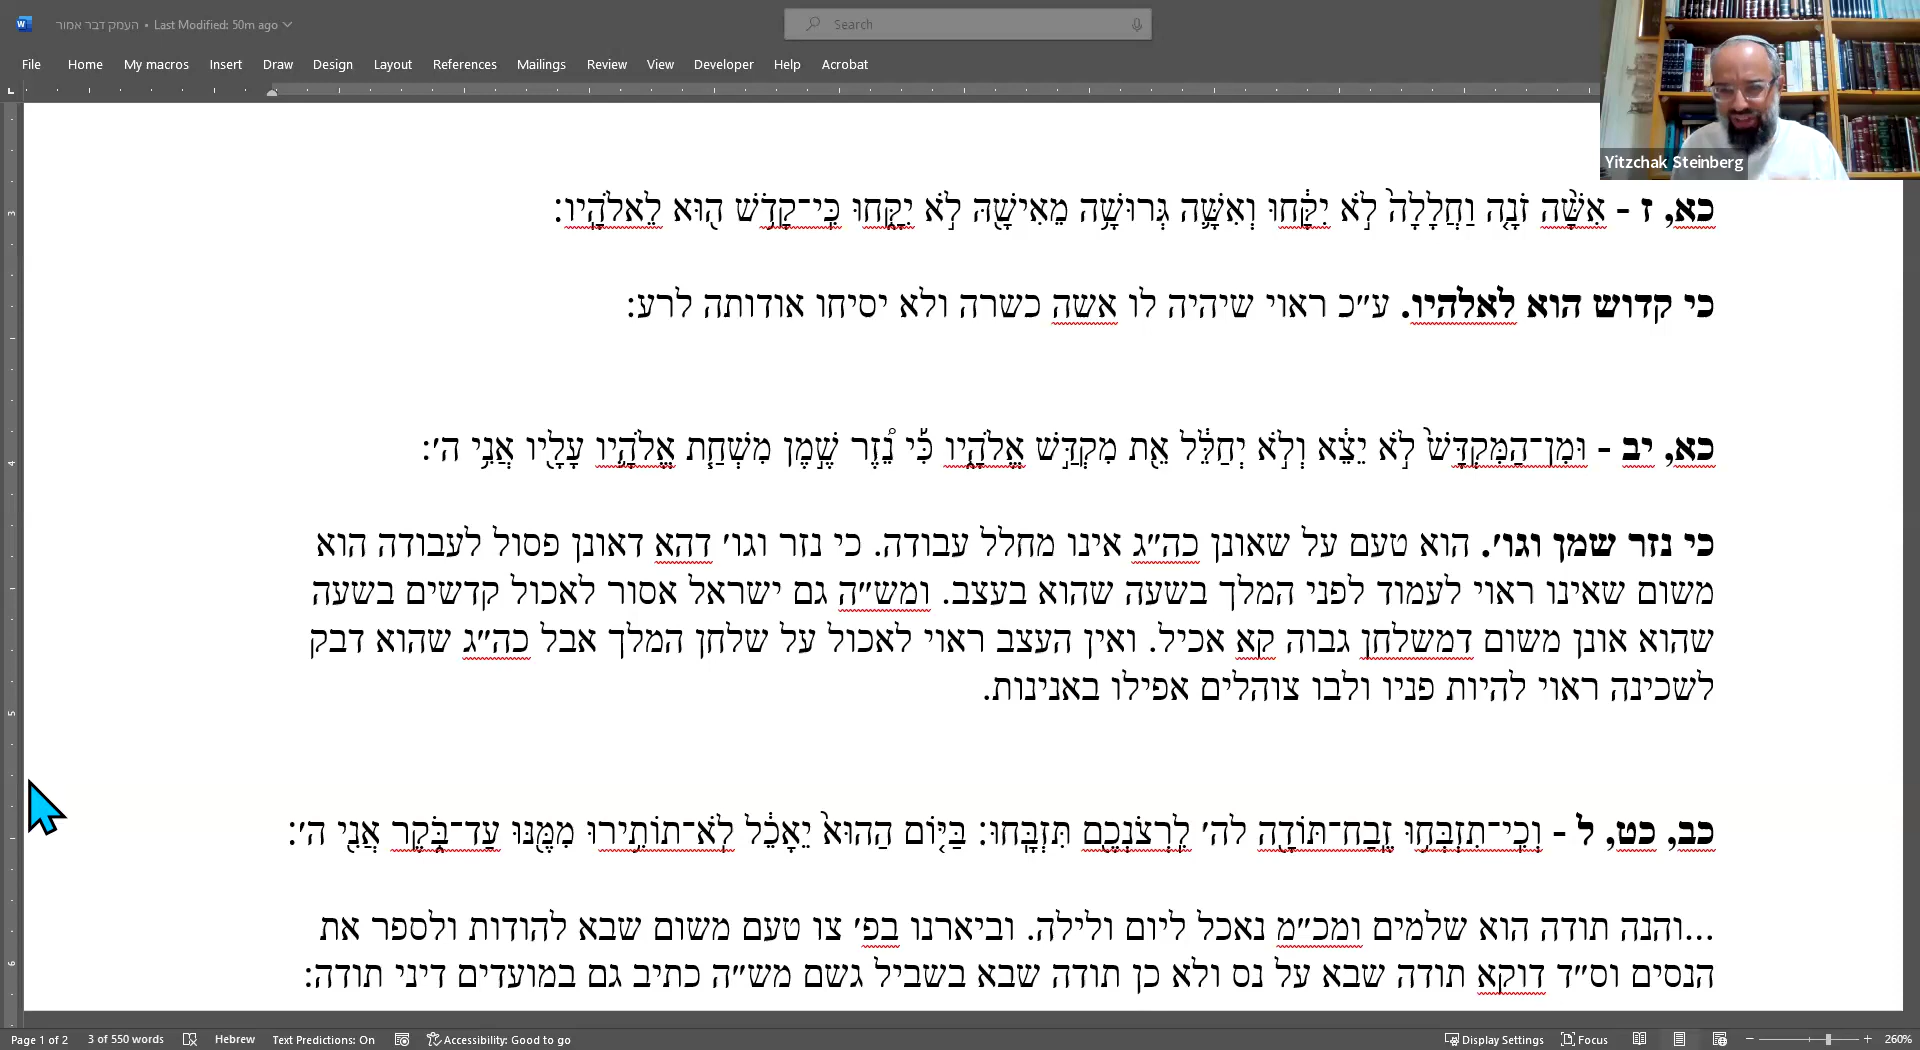 העמק דבר אמור • Last Modified: 50m ago
Search
File Home My macros Insert Draw Design Layout References Mailings Review View Developer Help Acrobat
Yitzchak Steinberg
כא, ז - אִשָּׁ֨ה זֹנָ֤ה וַחֲלָלָה֙ לֹ֣א יִקָּ֔חוּ וְאִשָּׁ֛ה גְּרוּשָׁ֥ה מֵאִישָׁ֖הּ לֹ֣א יִקָּ֑חוּ כִּֽי־קָדֹ֥שׁ ה֖וּא לֵאלֹהָֽיו׃
כי קדוש הוא לאלהיו. ע״כ ראוי שיהיה לו אשה כשרה ולא יסיחו אודותה לרע:
כא, יב - וּמִן־הַמִּקְדָּשׁ֙ לֹ֣א יֵצֵ֔א וְלֹ֣א יְחַלֵּ֔ל אֵ֖ת מִקְדַּ֣שׁ אֱלֹהָ֑יו כִּ֡י נֵ֠זֶר שֶׁ֣מֶן מִשְׁחַ֧ת אֱלֹהָ֛יו עָלָ֖יו אֲנִ֥י ה׳:
כי נזר שמן וגו׳. הוא טעם על שאונן כה״ג אינו מחלל עבודה. כי נזר וגו׳ דהא דאונן פסול לעבודה הוא
משום שאינו ראוי לעמוד לפני המלך בשעה שהוא בעצב. ומש״ה גם ישראל אסור לאכול קדשים בשעה
שהוא אונן משום דמשלחן גבוה קא אכיל. ואין העצב ראוי לאכול על שלחן המלך אבל כה״ג שהוא דבק
לשכינה ראוי להיות פניו ולבו צוהלים אפילו באנינות.
כב, כט, ל - וְכִֽי־תִזְבְּח֥וּ זֶֽבַח־תּוֹדָ֖ה לה׳ לִֽרְצֹנְכֶ֖ם תִּזְבָּֽחוּ׃ בַּיּ֤וֹם הַהוּא֙ יֵאָכֵ֔ל לֹֽא־תוֹתִ֥ירוּ מִמֶּ֖נּוּ עַד־בֹּ֑קֶר אֲנִ֖י ה׳:
...והנה תודה הוא שלמים ומכ״מ נאכל ליום ולילה. וביארנו בפ׳ צו טעם משום שבא להודות ולספר את
הנסים וס״ד דוקא תודה שבא על נס ולא כן תודה שבא בשביל גשם מש״ה כתיב גם במועדים דיני תודה:
3
4
5
6
Page 1 of 2 3 of 550 words Hebrew Text Predictions: On Accessibility: Good to go Display Settings Focus 260%